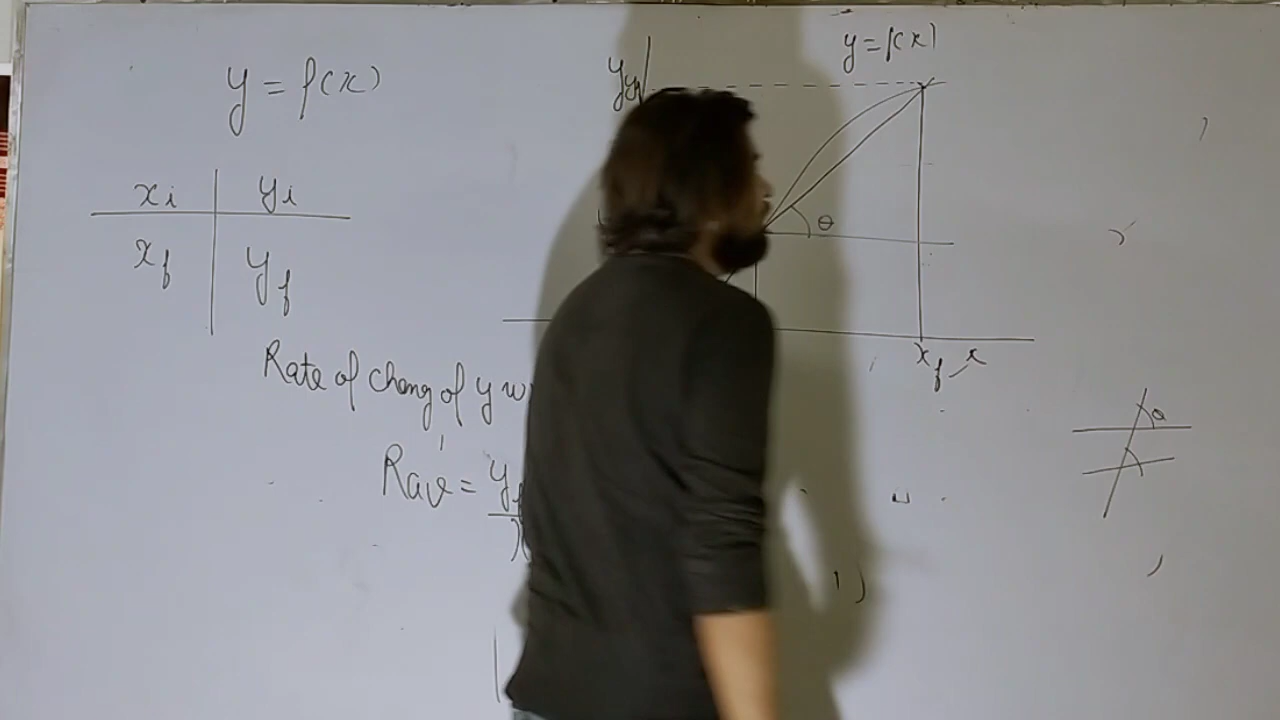 y = f(x)
xi yi
xf yf
Rate of chang of y w
Rav = yf
y yf
y = f(x)
θ
xf x
θ